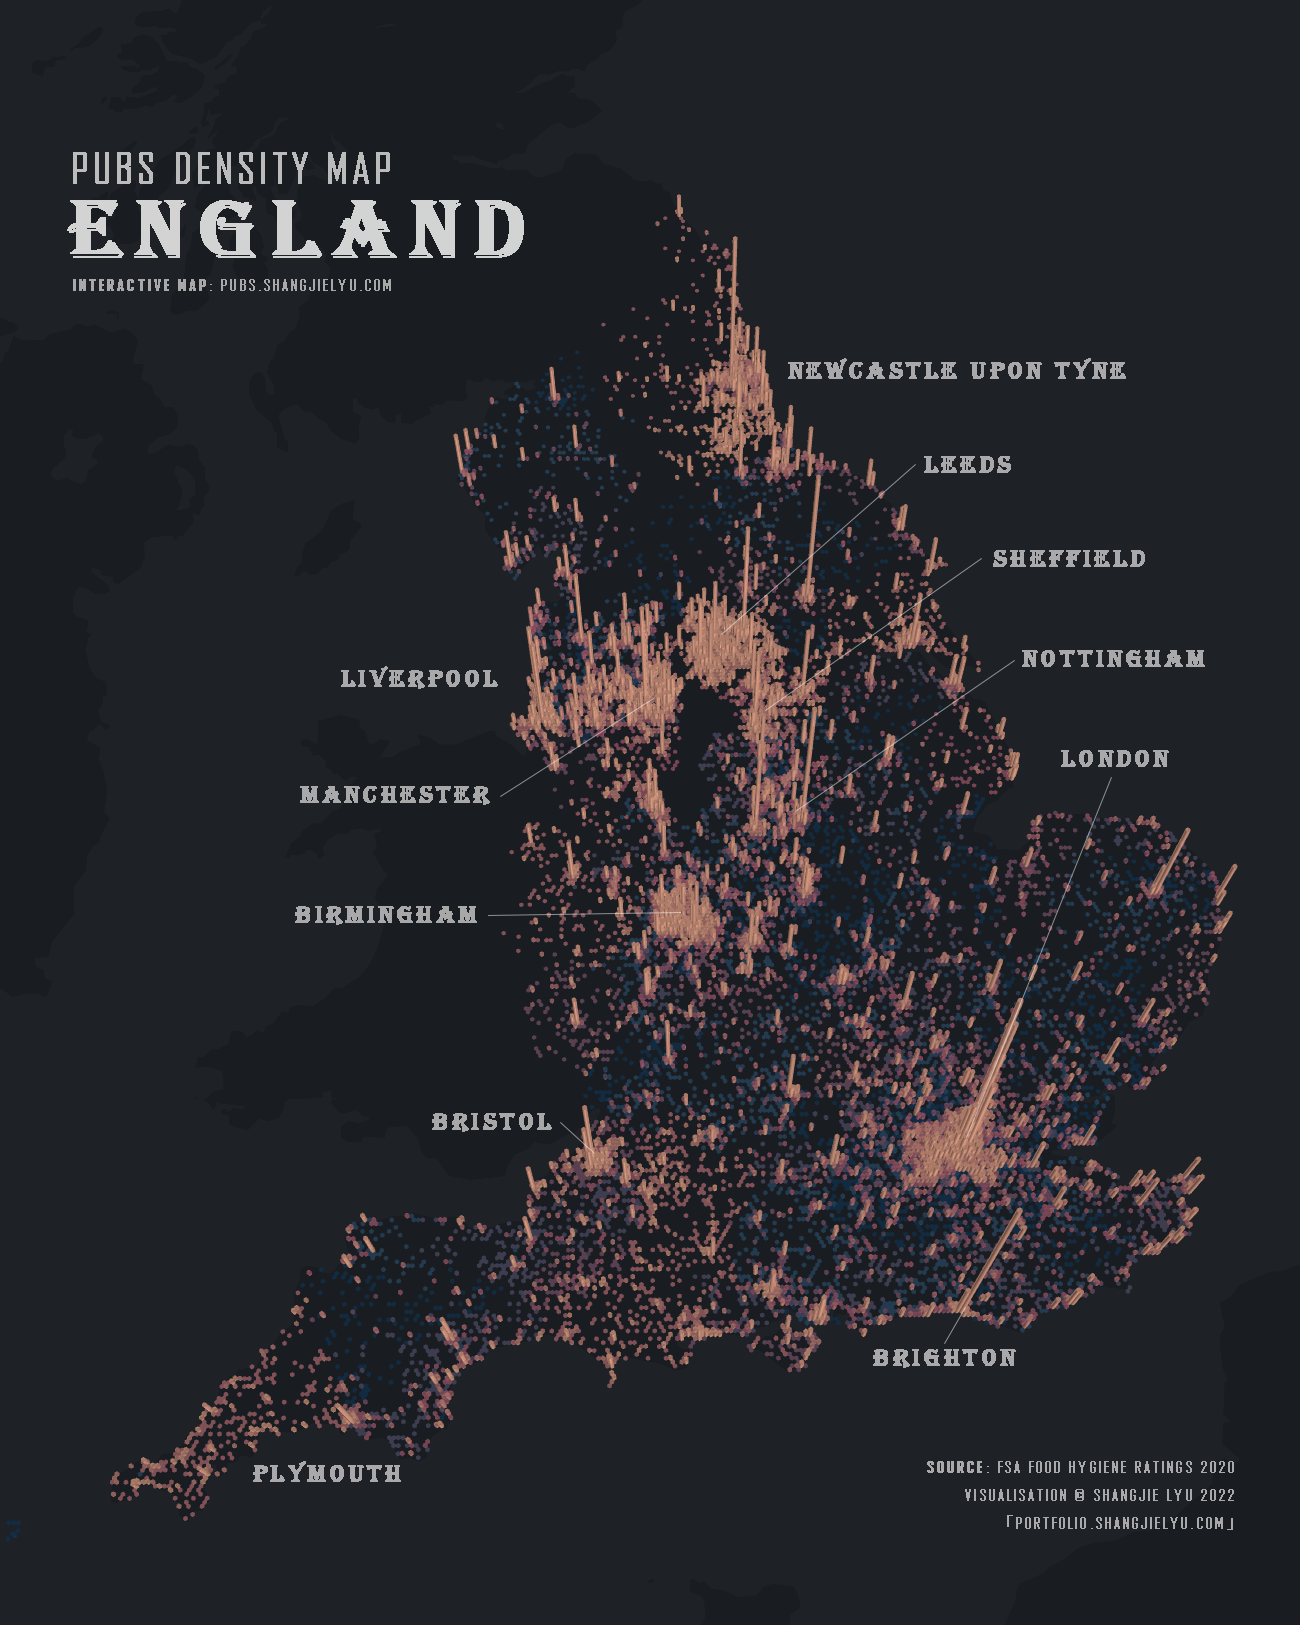 PUBS DENSITY MAP
ENGLAND
INTERACTIVE MAP: PUBS.SHANGJIELYU.COM
NEWCASTLE UPON TYNE
LEEDS
SHEFFIELD
NOTTINGHAM
LIVERPOOL
LONDON
MANCHESTER
BIRMINGHAM
BRISTOL
BRIGHTON
PLYMOUTH
SOURCE: FSA FOOD HYGIENE RATINGS 2020
VISUALISATION @ SHANGJIE LYU 2022
「PORTFOLIO.SHANGJIELYU.COM」